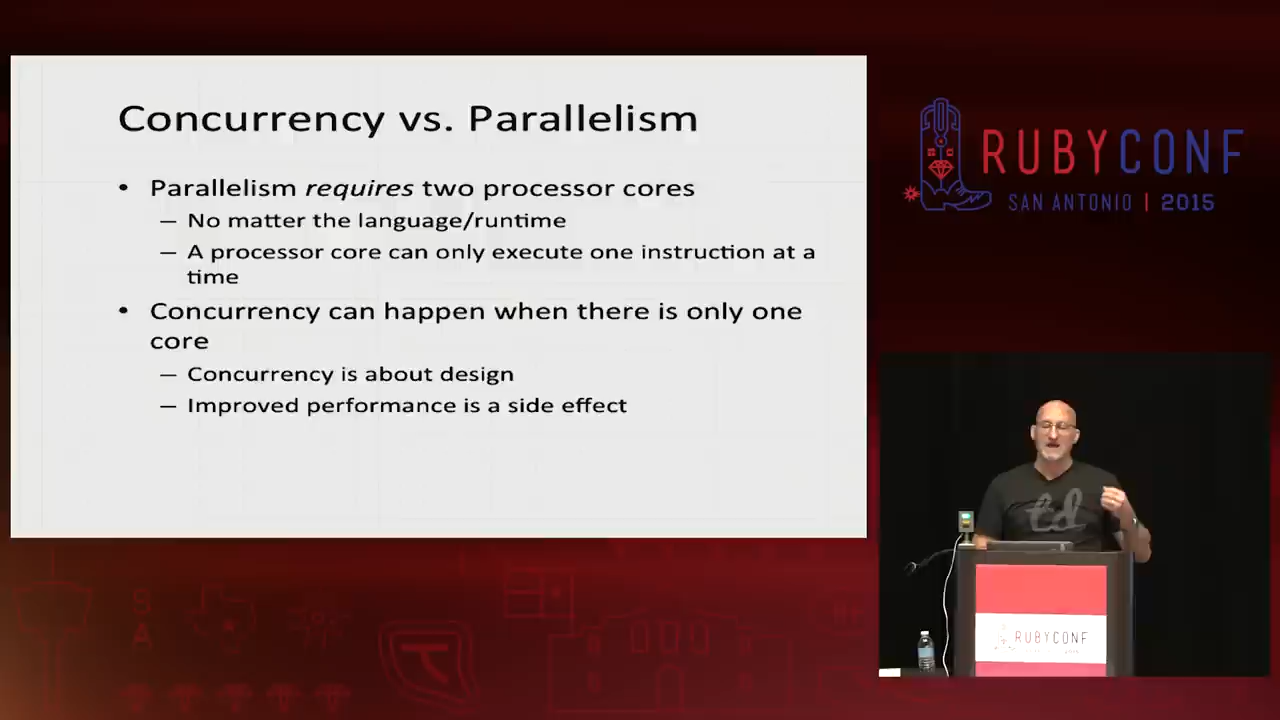 Concurrency vs. Parallelism
• Parallelism requires two processor cores
– No matter the language/runtime
– A processor core can only execute one instruction at a
time
• Concurrency can happen when there is only one
core
– Concurrency is about design
– Improved performance is a side effect
RUBYCONF
SAN ANTONIO | 2015
td
RUBYCONF
S
A